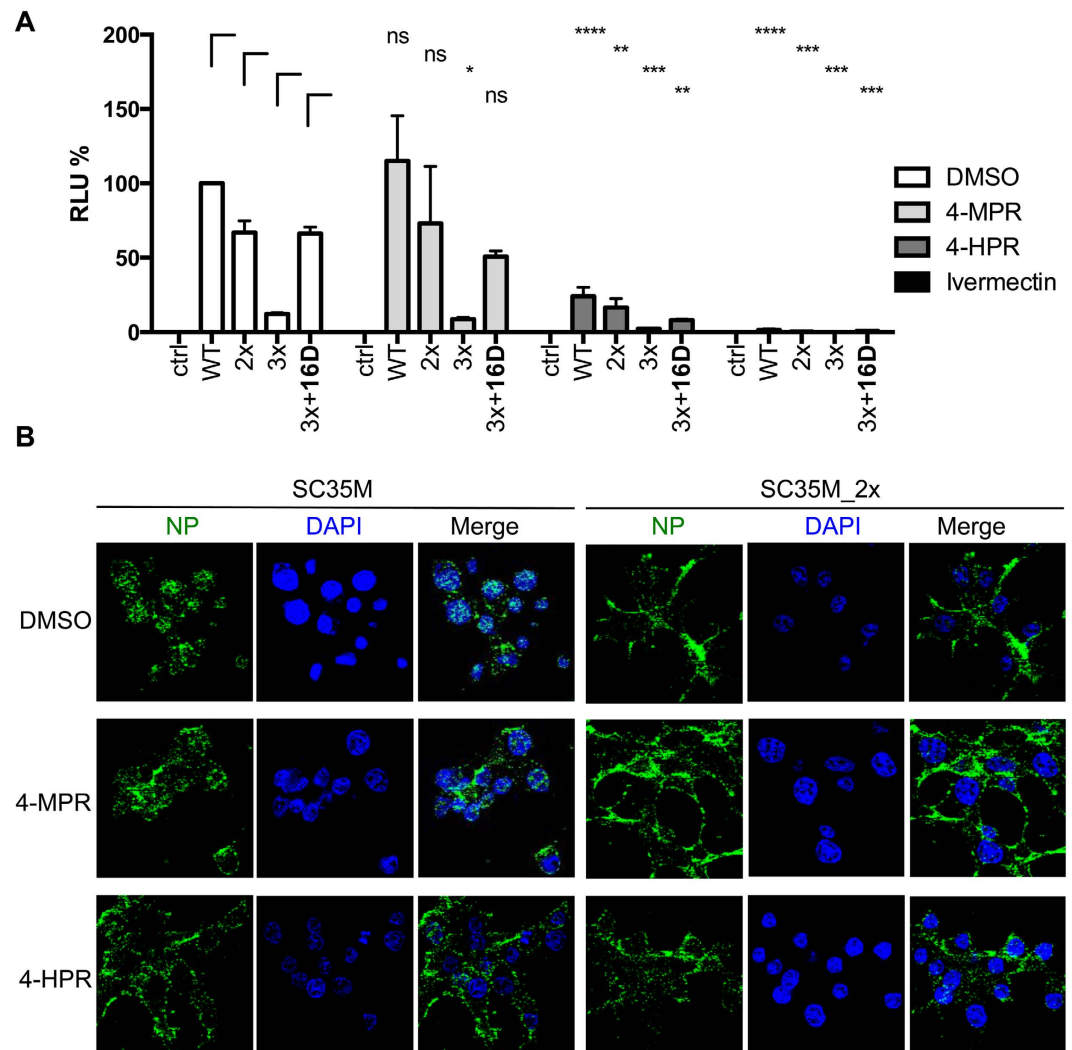 A
200
150
100
50
0
RLU %
ns
ns
*
ns
****
**
***
**
****
***
***
***
DMSO
4-MPR
4-HPR
Ivermectin
ctrl
WT
2x
3x
3x+16D
ctrl
WT
2x
3x
3x+16D
ctrl
WT
2x
3x
3x+16D
ctrl
WT
2x
3x
3x+16D
B
SC35M SC35M_2x
NP DAPI Merge NP DAPI Merge
DMSO
4-MPR
4-HPR